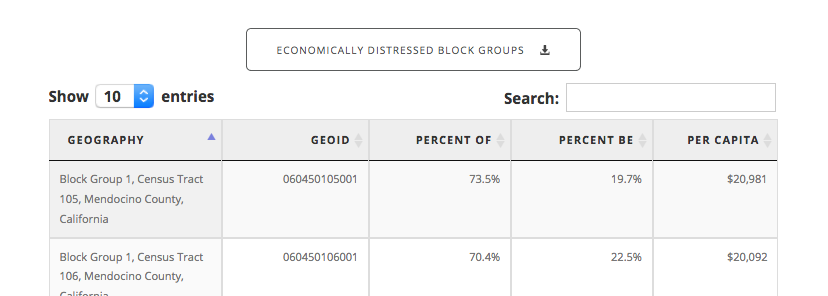 ECONOMICALLY DISTRESSED BLOCK GROUPS
Show 10 entries
Search:
GEOGRAPHY GEOID PERCENT OF PERCENT BE PER CAPITA
Block Group 1, Census Tract 060450105001 73.5% 19.7% $20,981
105, Mendocino County,
California
Block Group 1, Census Tract 060450106001 70.4% 22.5% $20,092
106, Mendocino County,
California